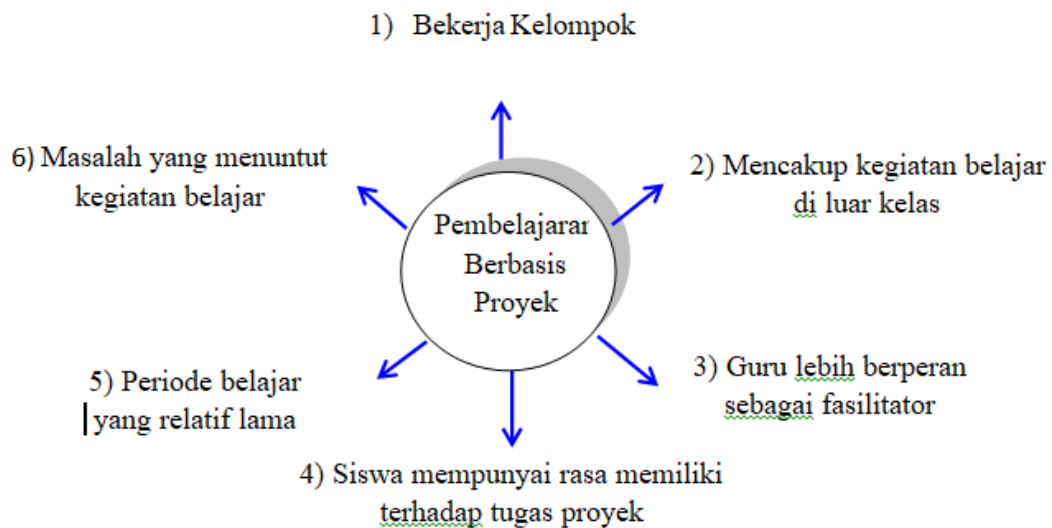 1) Bekerja Kelompok
6) Masalah yang menuntut
kegiatan belajar
2) Mencakup kegiatan belajar
di luar kelas
Pembelajaran
Berbasis
Proyek
5) Periode belajar
yang relatif lama
3) Guru lebih berperan
sebagai fasilitator
4) Siswa mempunyai rasa memiliki
terhadap tugas proyek